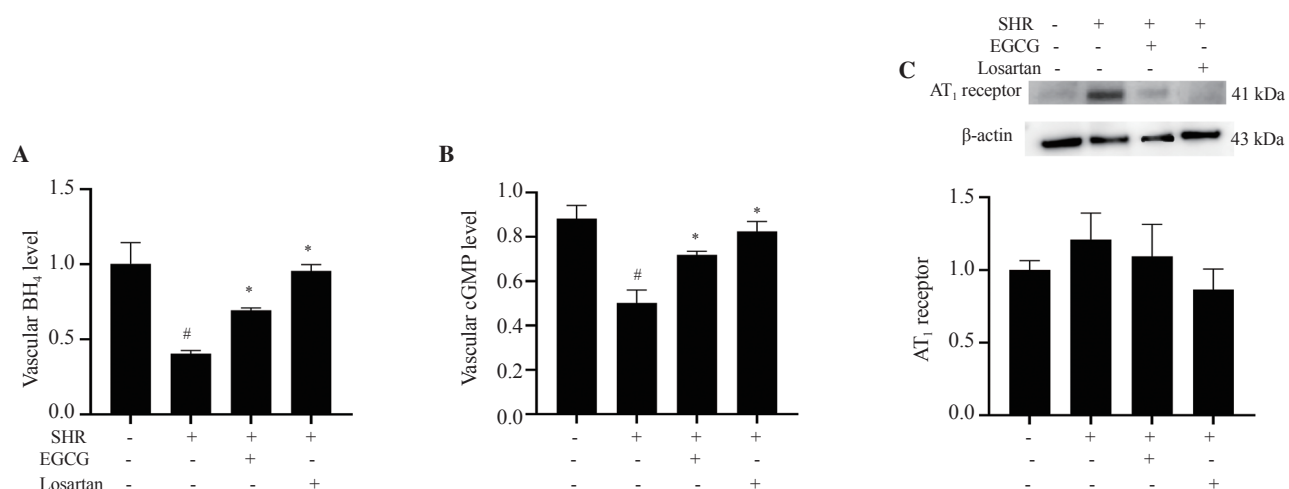 SHR - + + +
EGCG - - + -
Losartan - - - +
C
AT₁ receptor 41 kDa
β-actin 43 kDa
A
Vascular BH₄ level
1.5
1.0
0.5
0.0
#
*
*
SHR - + + +
EGCG - - + -
Losartan - - - +
B
Vascular cGMP level
1.0
0.8
0.6
0.4
0.2
0.0
#
*
*
- + + +
- - + -
- - - +
AT₁ receptor
1.5
1.0
0.5
0.0
- + + +
- - + -
- - - +